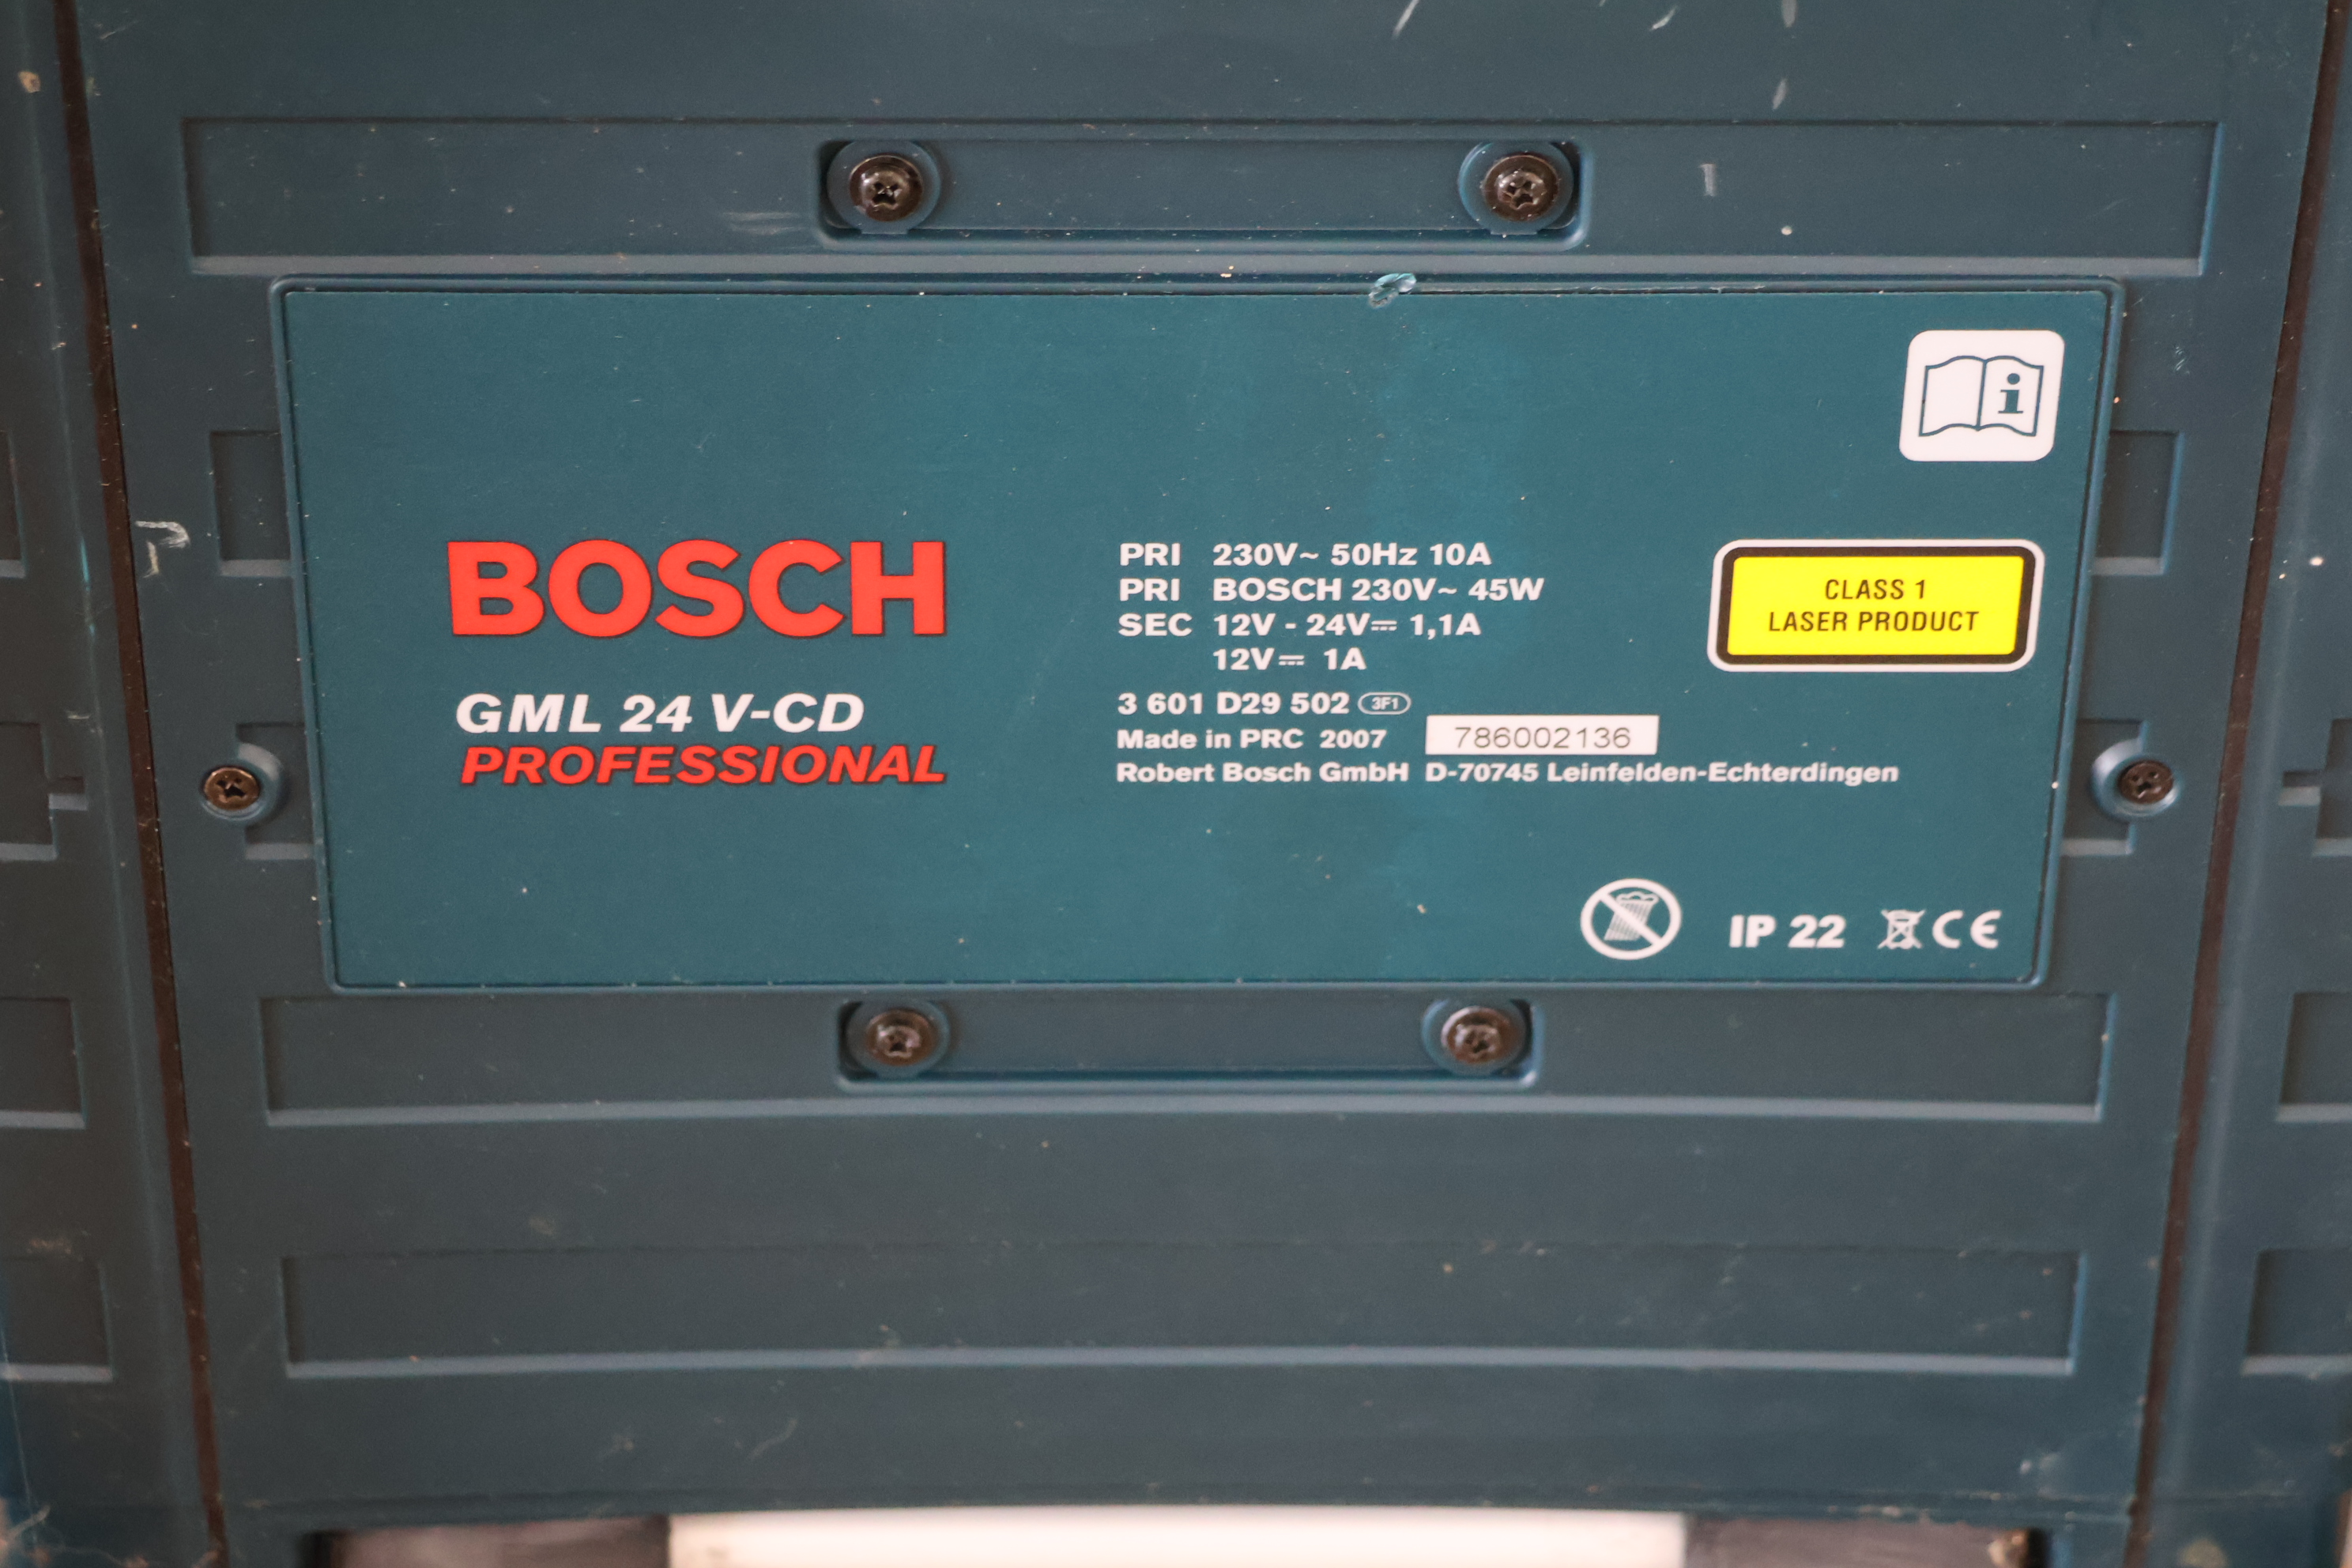 BOSCH
GML 24 V-CD
PROFESSIONAL
PRI 230V~ 50Hz 10A
PRI BOSCH 230V~ 45W
SEC 12V - 24V⎓ 1,1A
12V⎓ 1A
3 601 D29 502 3F1
Made in PRC 2007 786002136
Robert Bosch GmbH D-70745 Leinfelden-Echterdingen
i
CLASS 1
LASER PRODUCT
IP 22 CE